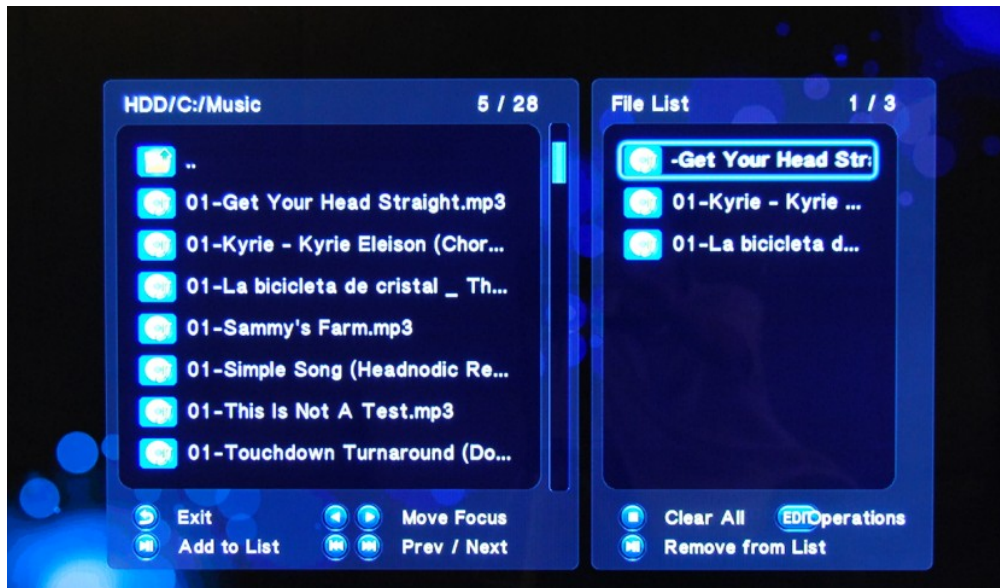 HDD/C:/Music 5 / 28
..
01-Get Your Head Straight.mp3
01-Kyrie - Kyrie Eleison (Chor...
01-La bicicleta de cristal _ Th...
01-Sammy's Farm.mp3
01-Simple Song (Headnodic Re...
01-This Is Not A Test.mp3
01-Touchdown Turnaround (Do...
Exit Move Focus
Add to List Prev / Next
File List 1 / 3
-Get Your Head Str
01-Kyrie - Kyrie ...
01-La bicicleta d...
Clear All EDIT Operations
Remove from List